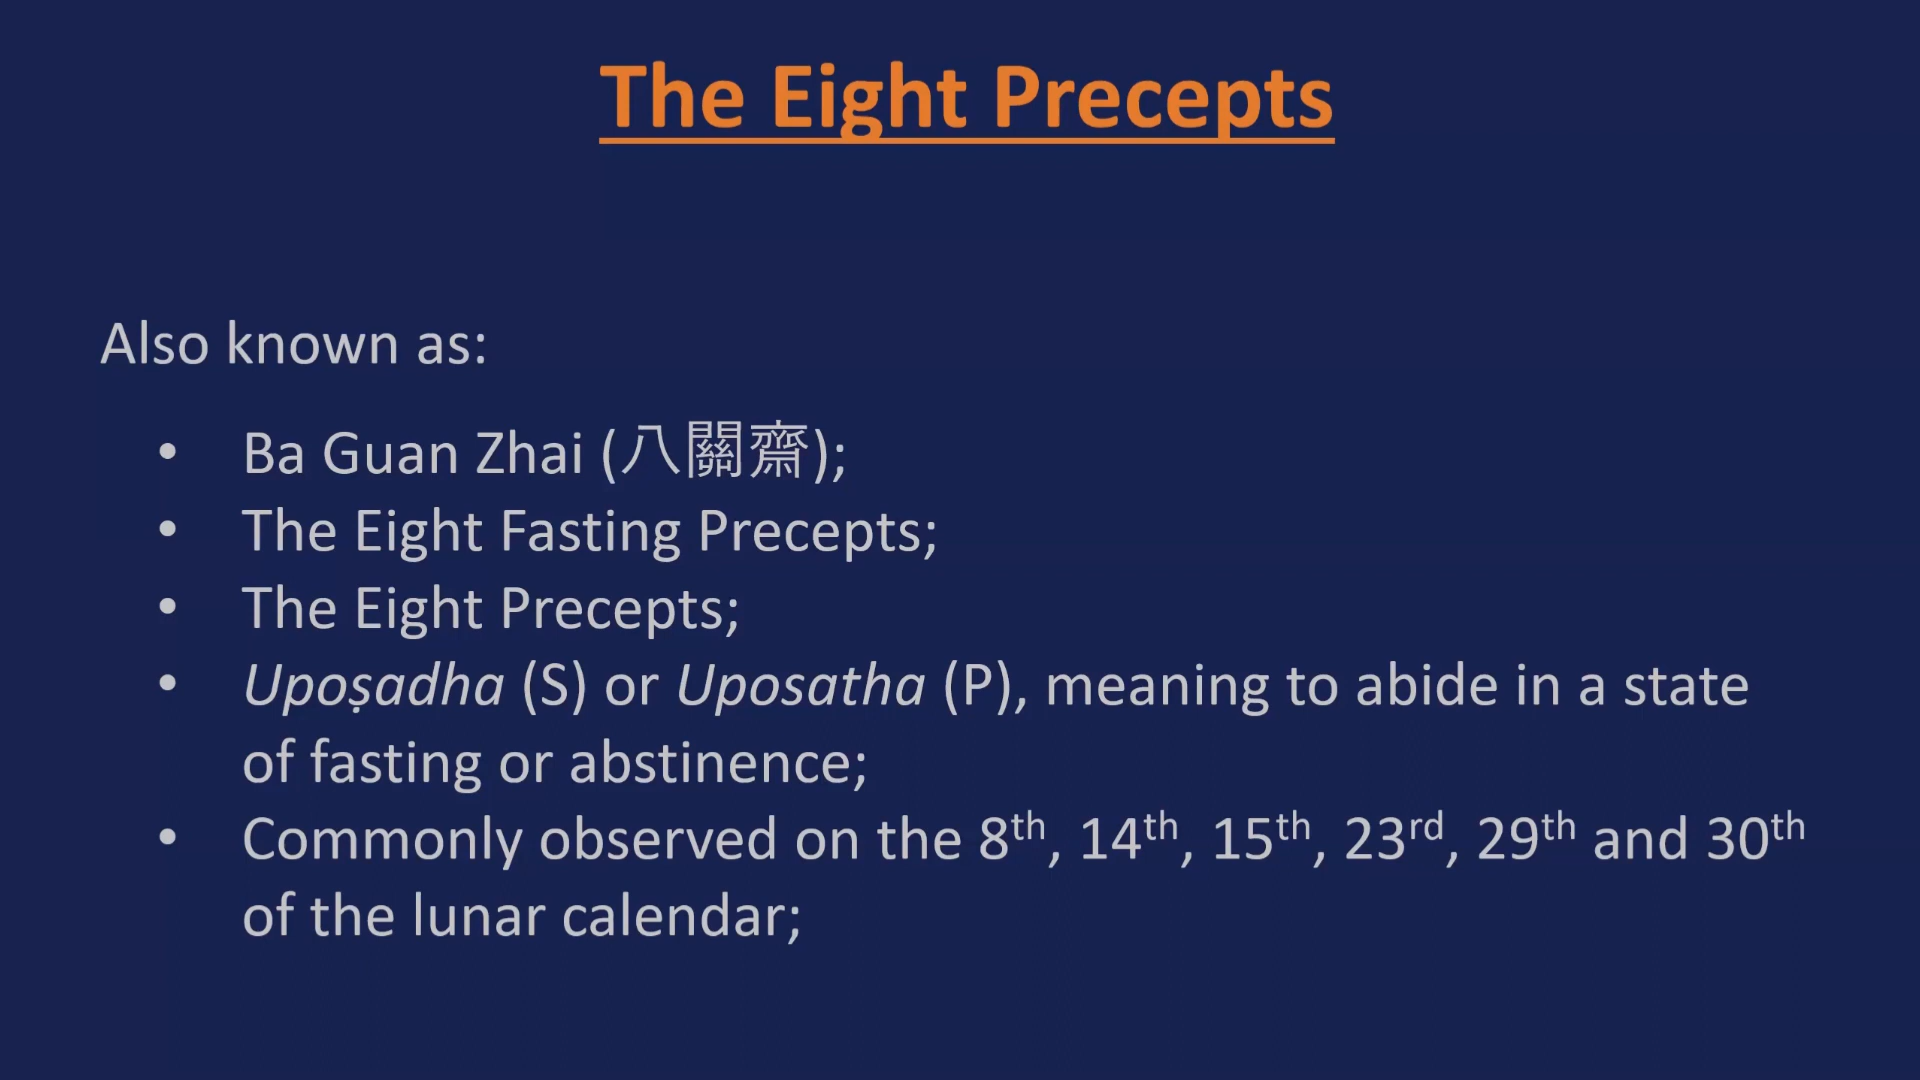 The Eight Precepts
Also known as:
• Ba Guan Zhai (八關齋);
• The Eight Fasting Precepts;
• The Eight Precepts;
• Upoṣadha (S) or Uposatha (P), meaning to abide in a state
of fasting or abstinence;
• Commonly observed on the 8th, 14th, 15th, 23rd, 29th and 30th
of the lunar calendar;